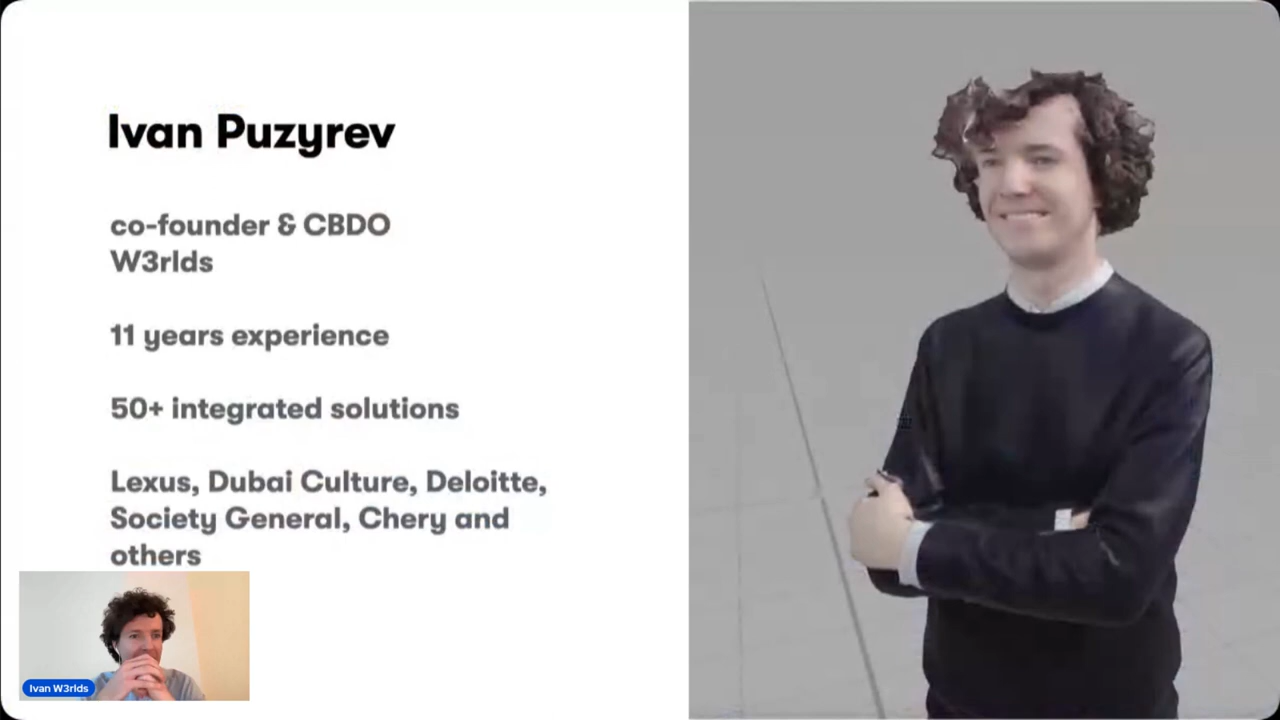 Ivan Puzyrev
co-founder & CBDO
W3rlds
11 years experience
50+ integrated solutions
Lexus, Dubai Culture, Deloitte,
Society General, Chery and
others
Ivan W3rlds